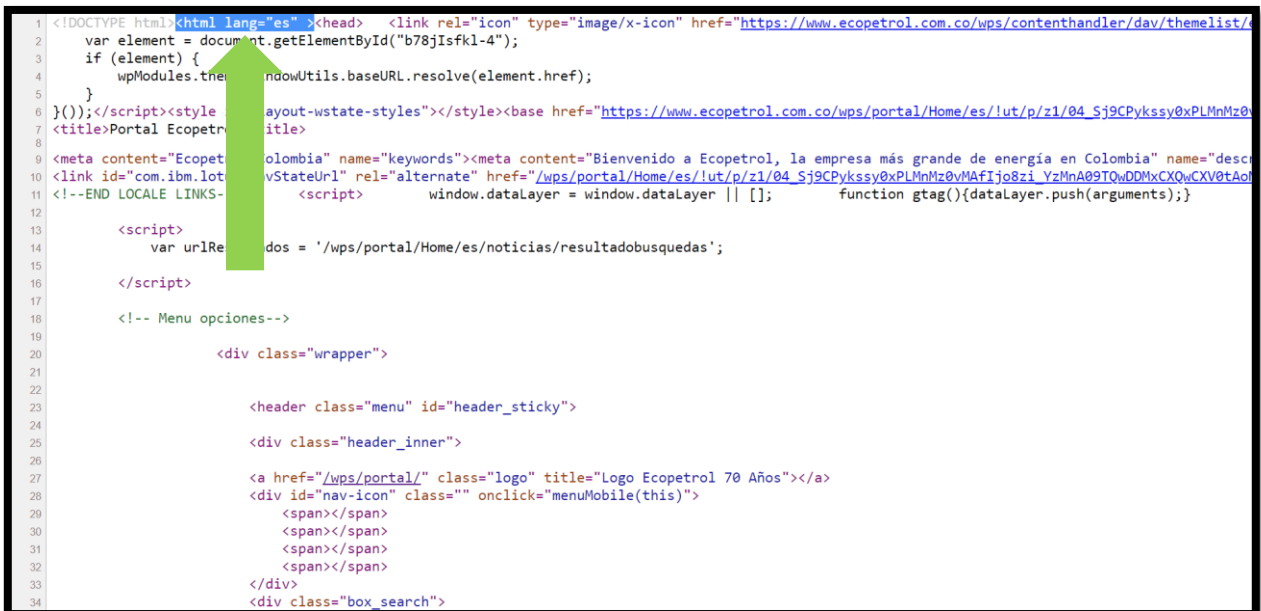 1 <!DOCTYPE html><html lang="es" ><head> <link rel="icon" type="image/x-icon" href="https://www.ecopetrol.com.co/wps/contenthandler/dav/themelist/
2 var element = document.getElementById("b78jIsfkl-4");
3 if (element) {
4 wpModules.the ndowUtils.baseURL.resolve(element.href);
5 }
6 }());</script><style ayout-wstate-styles"></style><base href="https://www.ecopetrol.com.co/wps/portal/Home/es/!ut/p/z1/04_Sj9CPykssy0xPLMnMz0
7 <title>Portal Ecopetr title>
8
9 <meta content="Ecopet olombia" name="keywords"><meta content="Bienvenido a Ecopetrol, la empresa más grande de energía en Colombia" name="desc
10 <link id="com.ibm.lot vStateUrl" rel="alternate" href="/wps/portal/Home/es/!ut/p/z1/04_Sj9CPykssy0xPLMnMz0vMAfIjo8zi_YzMnA09TQwDDMxCXQwCXV0tAo
11 <!--END LOCALE LINKS- <script> window.dataLayer = window.dataLayer || []; function gtag(){dataLayer.push(arguments);}
12
13 <script>
14 var urlRe dos = '/wps/portal/Home/es/noticias/resultadobusquedas';
15
16 </script>
17
18 <!-- Menu opciones-->
19
20 <div class="wrapper">
21
22
23 <header class="menu" id="header_sticky">
24
25 <div class="header_inner">
26
27 <a href="/wps/portal/" class="logo" title="Logo Ecopetrol 70 Años"></a>
28 <div id="nav-icon" class="" onclick="menuMobile(this)">
29 <span></span>
30 <span></span>
31 <span></span>
32 <span></span>
33 </div>
34 <div class="box_search">